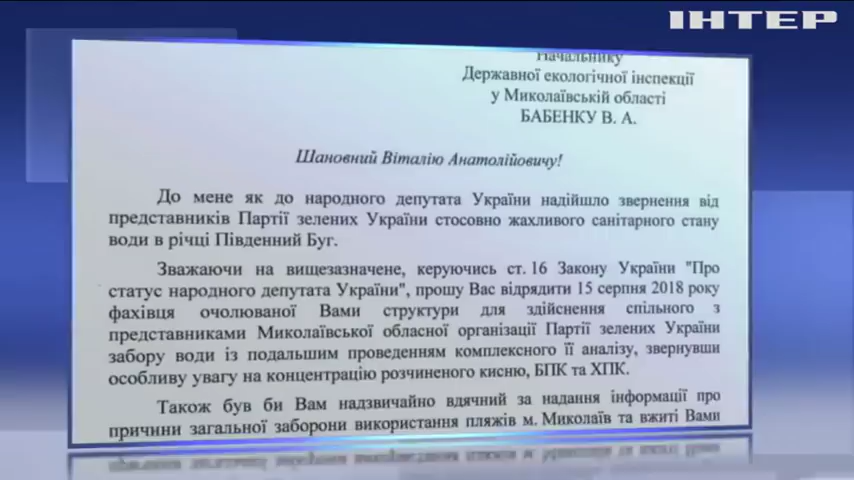 ІНТЕР
Начальнику
Державної екологічної інспекції
у Миколаївській області
БАБЕНКУ В. А.
Шановний Віталію Анатолійовичу!
До мене як до народного депутата України надійшло звернення від
представників Партії зелених України стосовно жахливого санітарного стану
води в річці Південний Буг.
Зважаючи на вищезазначене, керуючись ст. 16 Закону України "Про
статус народного депутата України", прошу Вас відрядити 15 серпня 2018 року
фахівця очолюваної Вами структури для здійснення спільного з
представниками Миколаївської обласної організації Партії зелених України
забору води із подальшим проведенням комплексного її аналізу, звернувши
особливу увагу на концентрацію розчиненого кисню, БПК та ХПК.
Також був би Вам надзвичайно вдячний за надання інформації про
причини загальної заборони використання пляжів м. Миколаїв та вжиті Вами